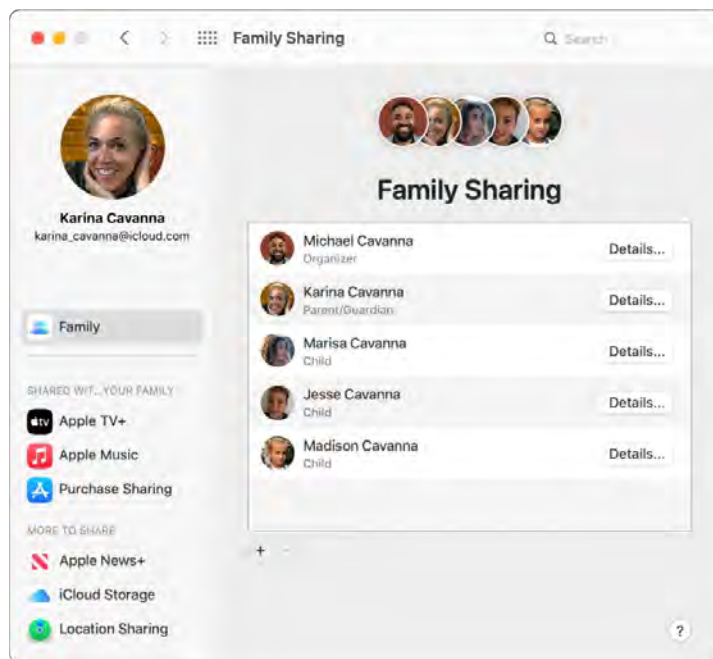 Family Sharing
Search
Karina Cavanna
karina_cavanna@icloud.com
Family
SHARED WIT...YOUR FAMILY
tv
Apple TV+
Apple Music
Purchase Sharing
MORE TO SHARE
Apple News+
iCloud Storage
Location Sharing
Family Sharing
Michael Cavanna
Organizer
Details...
Karina Cavanna
Parent/Guardian
Details...
Marisa Cavanna
Child
Details...
Jesse Cavanna
Child
Details...
Madison Cavanna
Child
Details...
+ -
?